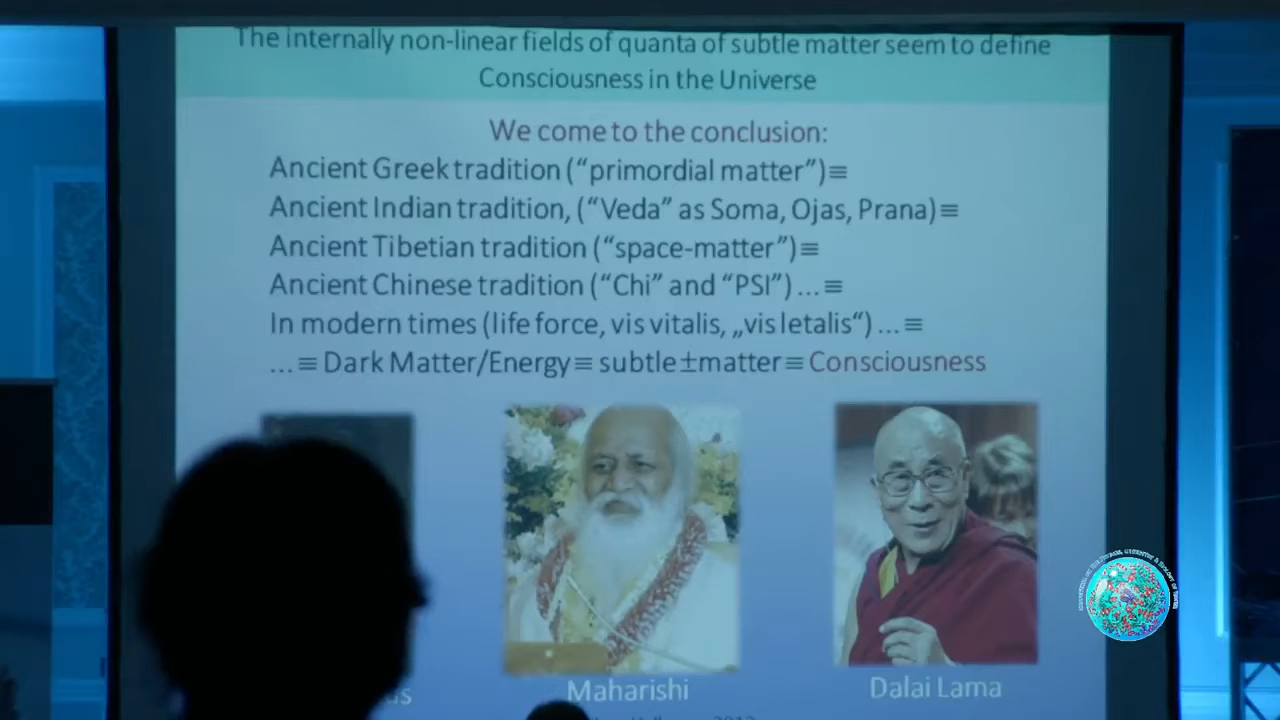 The internally non-linear fields of quanta of subtle matter seem to define
Consciousness in the Universe
We come to the conclusion:
Ancient Greek tradition (“primordial matter”)≡
Ancient Indian tradition, (“Veda” as Soma, Ojas, Prana)≡
Ancient Tibetian tradition (“space-matter”)≡
Ancient Chinese tradition (“Chi” and “PSI”) ...≡
In modern times (life force, vis vitalis, „vis letalis“) ...≡
...≡ Dark Matter/Energy≡ subtle±matter≡ Consciousness
Maharishi
Dalai Lama